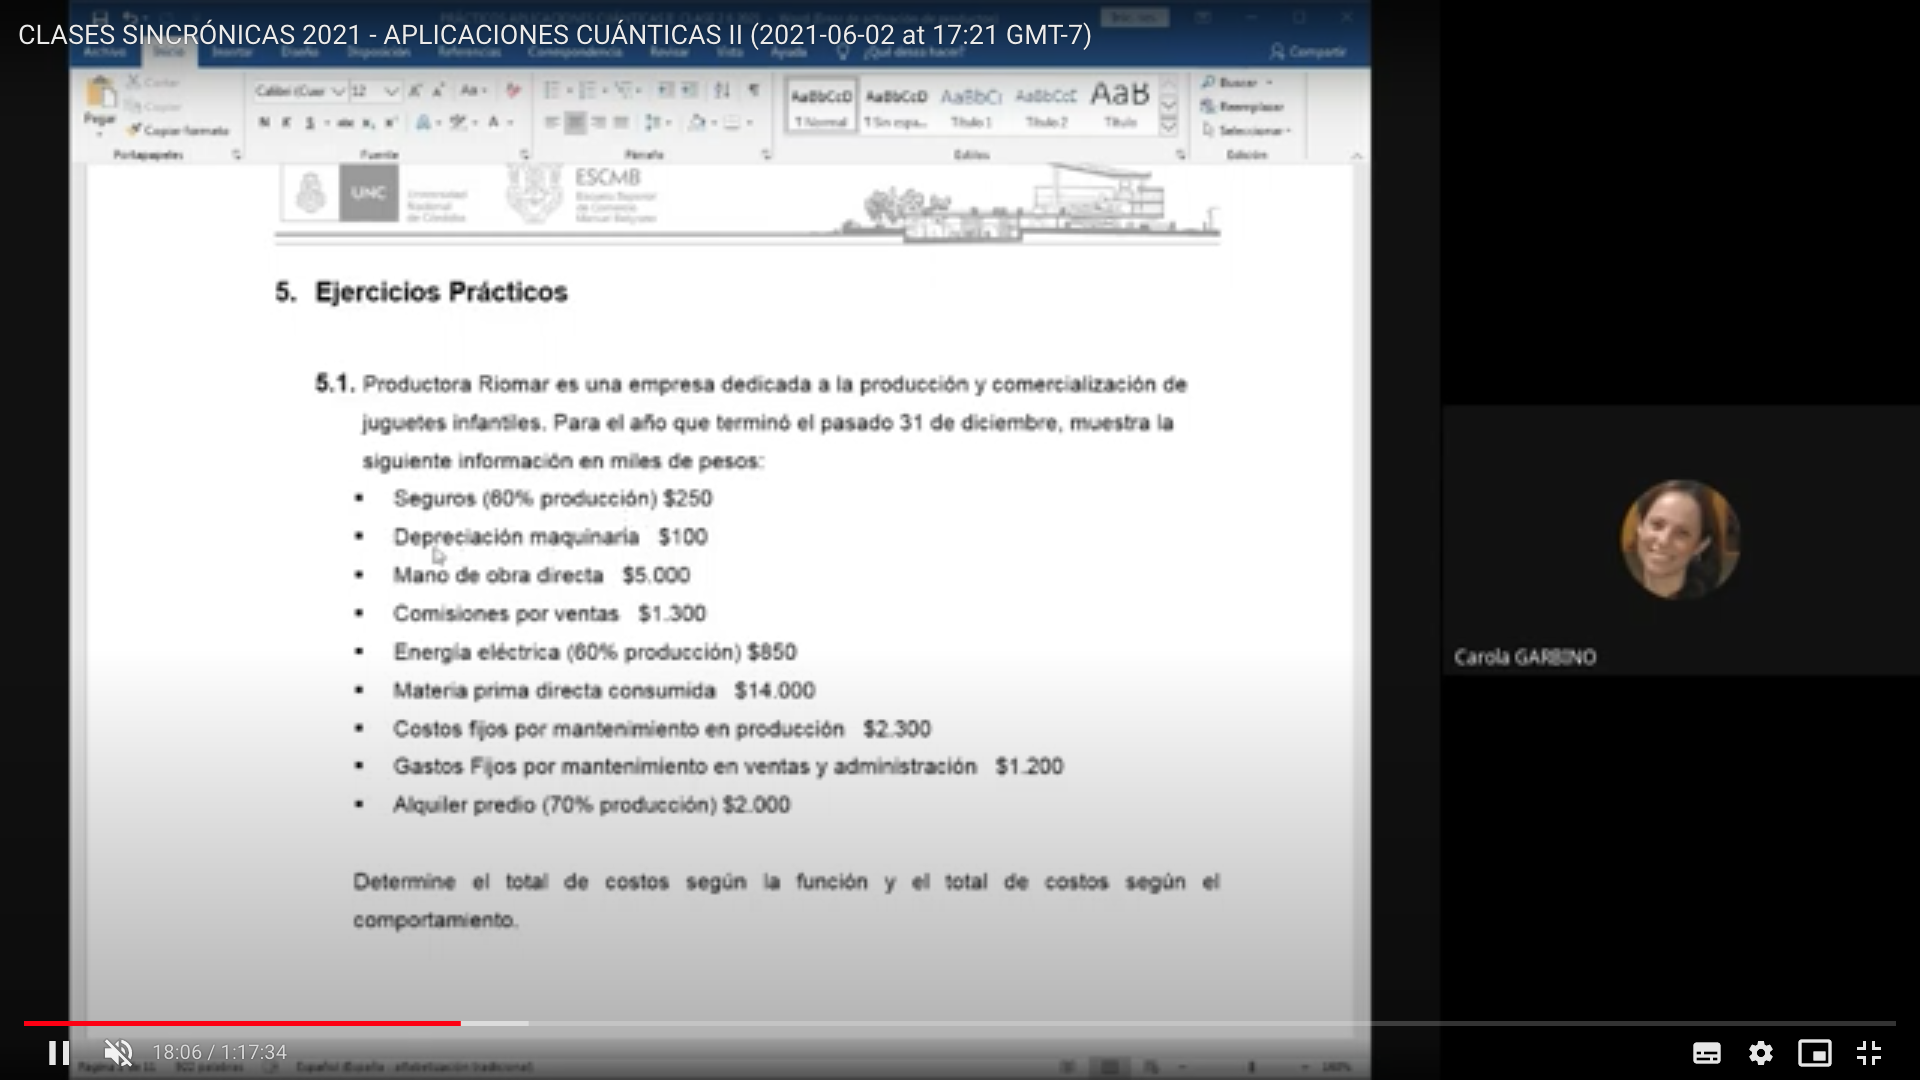 CLASES SINCRÓNICAS 2021 - APLICACIONES CUÁNTICAS II (2021-06-02 at 17:21 GMT-7)
Archivo Inicio Insertar Diseño Disposición Referencias Correspondencia Revisar Vista Ayuda ¿Qué desea hacer? Compartir
Cortar
Copiar
Pegar
Copiar formato
12
Aa
N K S
Portapapeles Fuente Párrafo Estilos Edición
AaBbCcD AaBbCcD AaBbC AaBbCcE AaB
1 Normal 1 Sin espa... Título 1 Título 2 Título
Buscar
Reemplazar
Seleccionar
UNC
Universidad
Nacional
de Córdoba
ESCMB
Escuela Superior
de Comercio
Manuel Belgrano
5. Ejercicios Prácticos
5.1. Productora Riomar es una empresa dedicada a la producción y comercialización de
juguetes infantiles. Para el año que terminó el pasado 31 de diciembre, muestra la
siguiente información en miles de pesos:
▪ Seguros (60% producción) $250
▪ Depreciación maquinaria $100
▪ Mano de obra directa $5.000
▪ Comisiones por ventas $1.300
▪ Energía eléctrica (60% producción) $850
▪ Materia prima directa consumida $14.000
▪ Costos fijos por mantenimiento en producción $2.300
▪ Gastos Fijos por mantenimiento en ventas y administración $1.200
▪ Alquiler predio (70% producción) $2.000
Determine el total de costos según la función y el total de costos según el
comportamiento.
Carola GARBINO
18:06 / 1:17:34